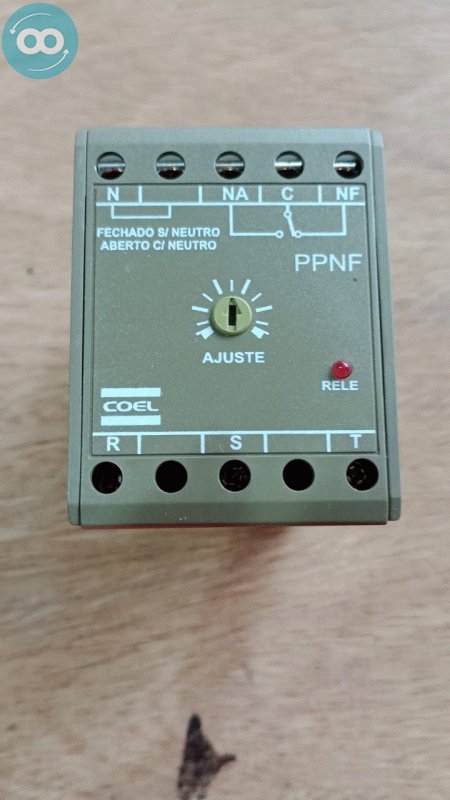 N NA C NF
FECHADO S/ NEUTRO
ABERTO C/ NEUTRO
PPNF
AJUSTE
RELE
COEL
R S T